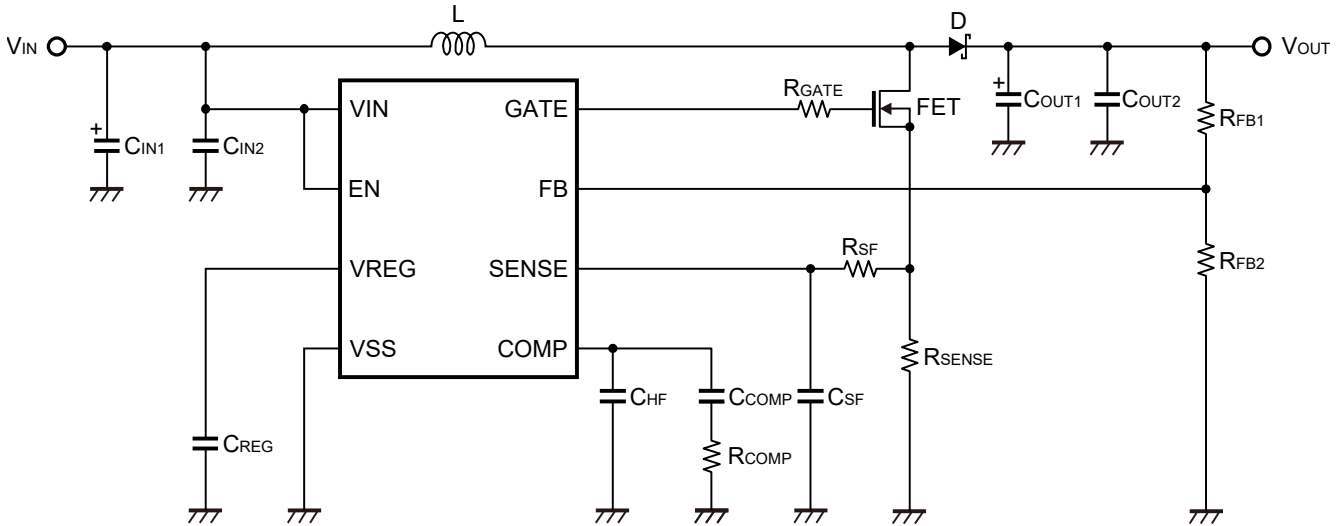 L
D
VIN
VOUT
+
CIN1
CIN2
VIN
EN
VREG
VSS
GATE
FB
SENSE
COMP
RGATE
FET
+
COUT1
COUT2
RFB1
RSF
RFB2
RSENSE
CHF
CCOMP
CSF
RCOMP
CREG